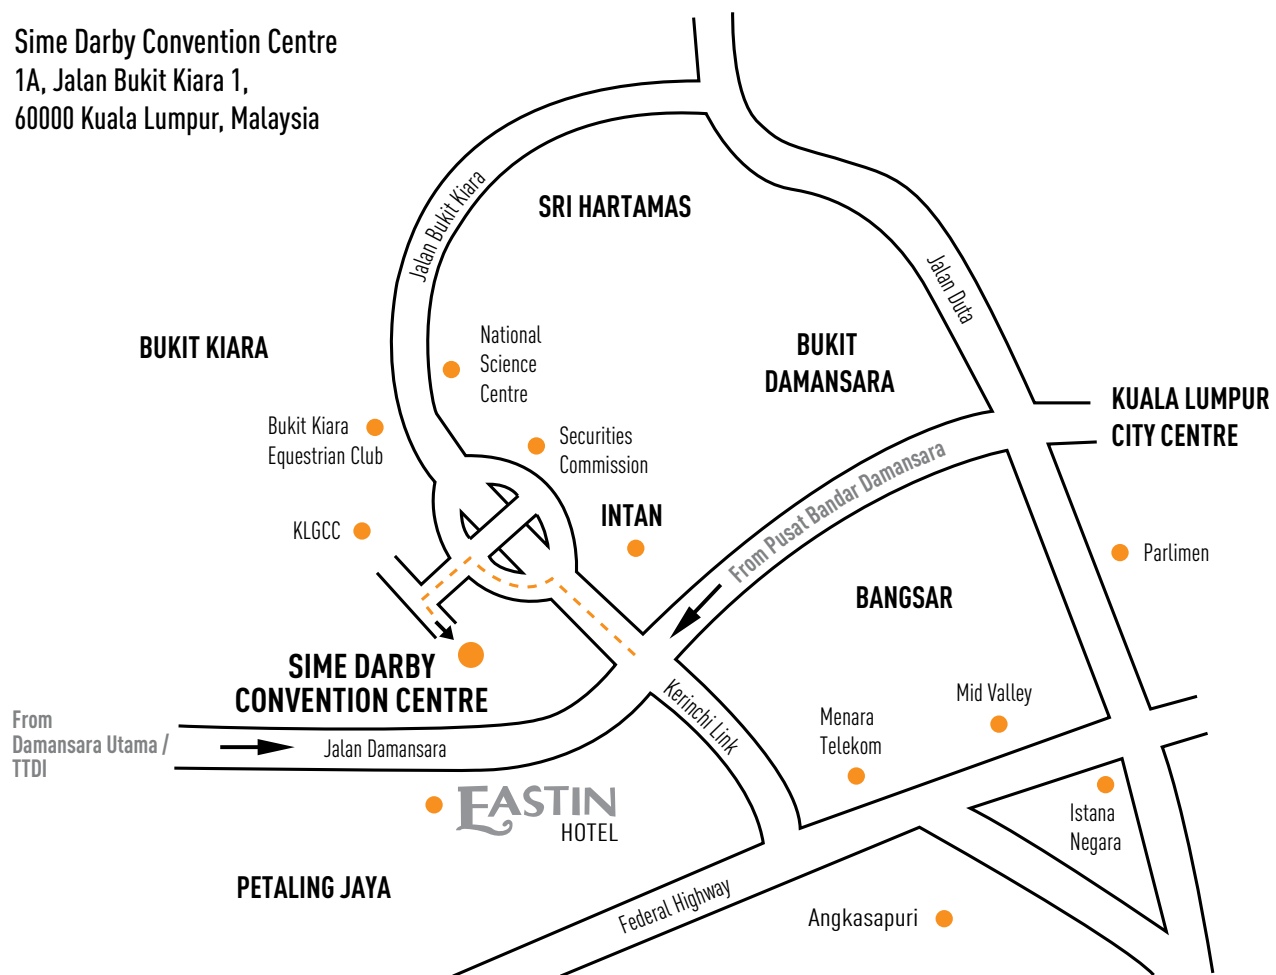 Sime Darby Convention Centre
1A, Jalan Bukit Kiara 1,
60000 Kuala Lumpur, Malaysia
Jalan Bukit Kiara
SRI HARTAMAS
Jalan Duta
BUKIT KIARA
National
Science
Centre
BUKIT
DAMANSARA
KUALA LUMPUR
CITY CENTRE
Bukit Kiara
Equestrian Club
Securities
Commission
From Pusat Bandar Damansara
KLGCC
INTAN
Parlimen
BANGSAR
SIME DARBY
CONVENTION CENTRE
Kerinchi Link
Mid Valley
Menara
Telekom
From
Damansara Utama /
TTDI
Jalan Damansara
EASTIN
HOTEL
Istana
Negara
PETALING JAYA
Federal Highway
Angkasapuri